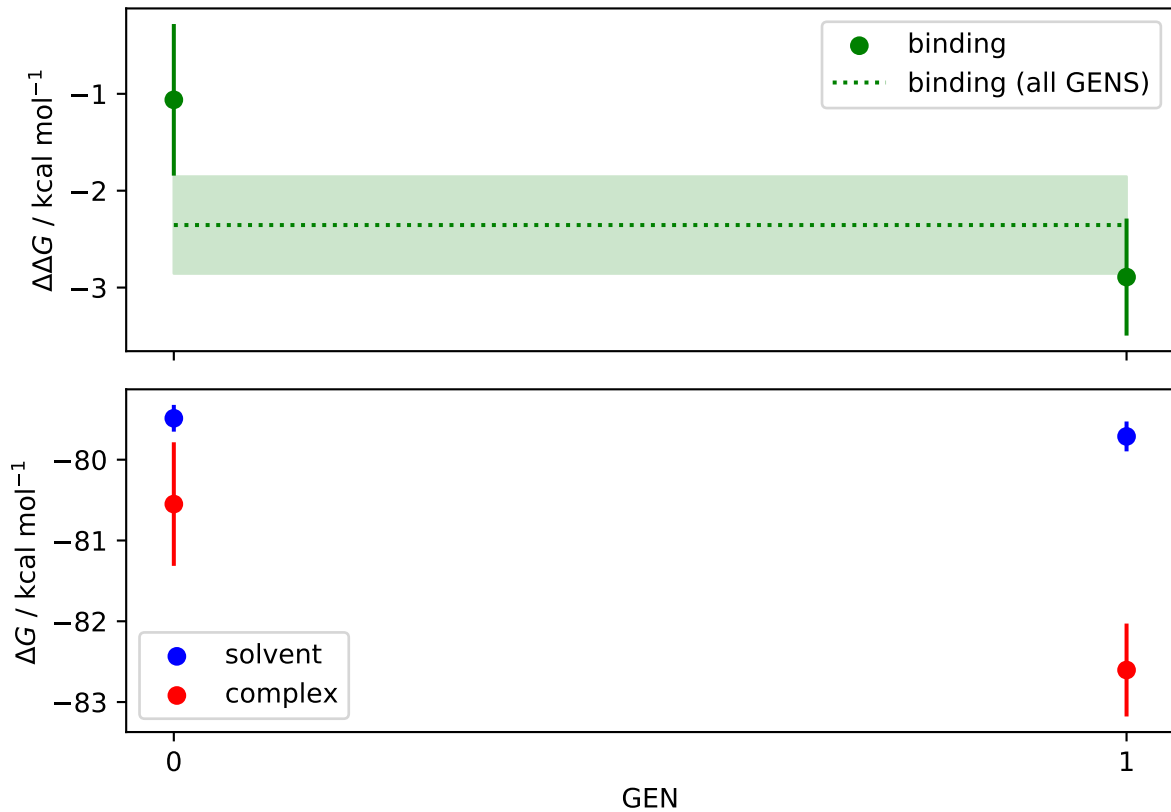 binding
binding (all GENS)
−1
−2
−3
ΔΔG / kcal mol⁻¹
−80
−81
−82
−83
ΔG / kcal mol⁻¹
solvent
complex
0
1
GEN